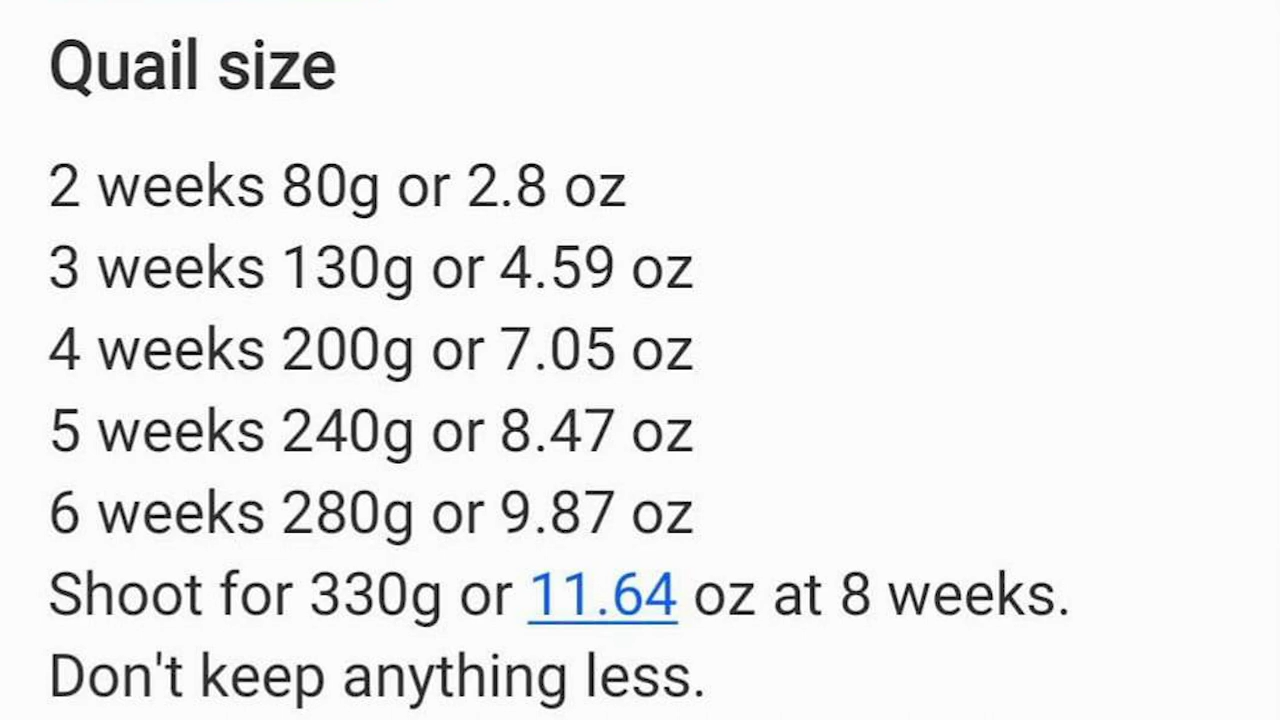 Quail size
2 weeks 80g or 2.8 oz
3 weeks 130g or 4.59 oz
4 weeks 200g or 7.05 oz
5 weeks 240g or 8.47 oz
6 weeks 280g or 9.87 oz
Shoot for 330g or 11.64 oz at 8 weeks.
Don't keep anything less.